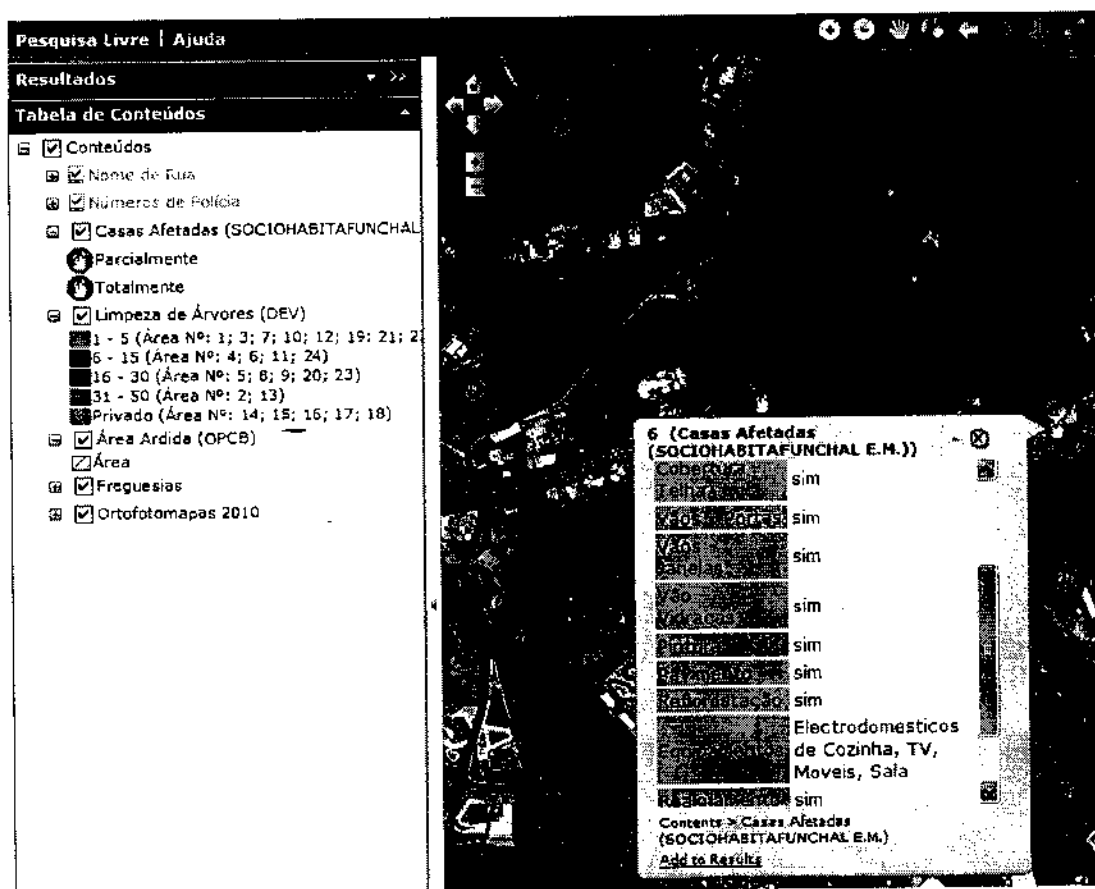 Pesquisa Livre | Ajuda
Resultados
Tabela de Conteúdos
Conteúdos
Nome de Rua
Números de Polícia
Casas Afetadas (SOCIOHABITAFUNCHAL
Parcialmente
Totalmente
Limpeza de Árvores (DEV)
1 - 5 (Área Nº: 1; 3; 7; 10; 12; 19; 21; 2
6 - 15 (Área Nº: 4; 6; 11; 24)
16 - 30 (Área Nº: 5; 8; 9; 20; 23)
31 - 50 (Área Nº: 2; 13)
Privado (Área Nº: 14; 15; 16; 17; 18)
Área Ardida (OPCB)
Área
Freguesias
Ortofotomapas 2010
6 (Casas Afetadas
(SOCIOHABITAFUNCHAL E.M.))
Cobertura
sim
sim
Vãos
sim
sim
sim
Pavimento sim
sim
Electrodomesticos
de Cozinha, TV,
Moveis, Sala
Realojamento sim
Contents > Casas Afetadas
(SOCIOHABITAFUNCHAL E.M.)
Add to Results